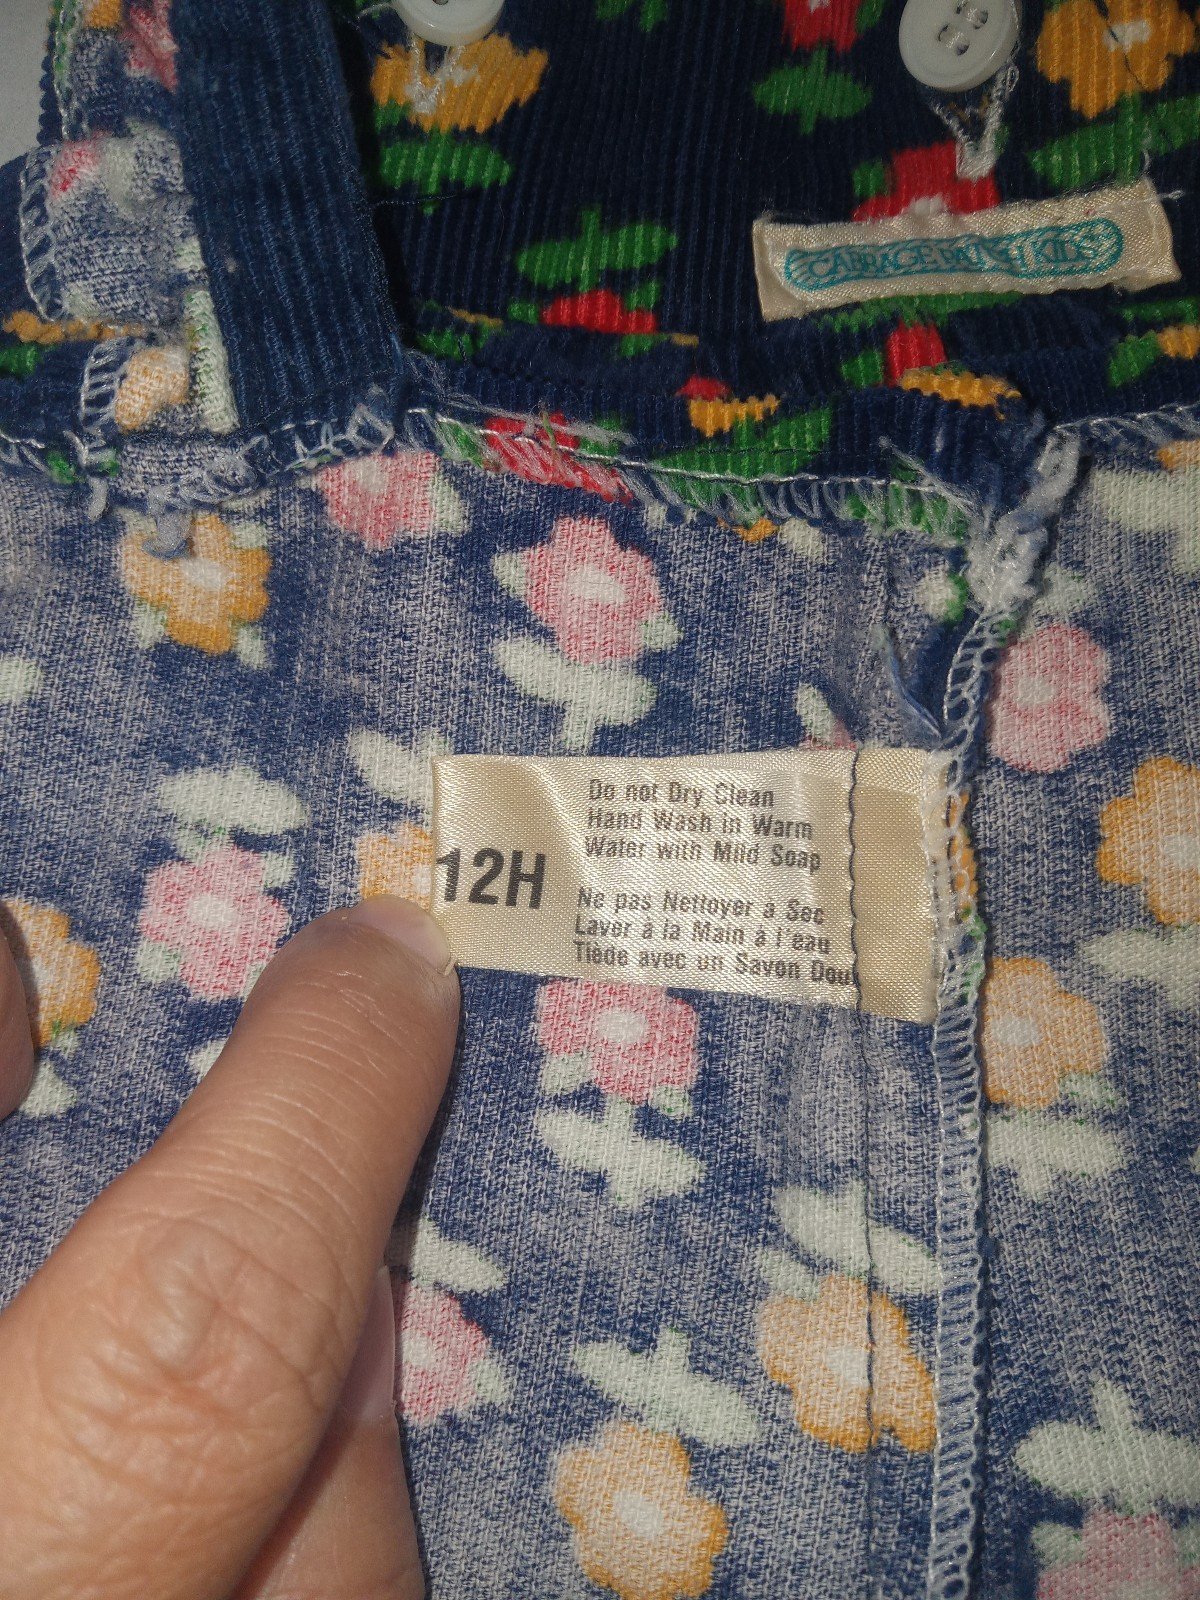 CABBAGE PATCH KIDS
12H
Do not Dry Clean
Hand Wash in Warm
Water with Mild Soap
Ne pas Nettoyer à Sec
Laver à la Main à l'eau
Tiède avec un Savon Dou